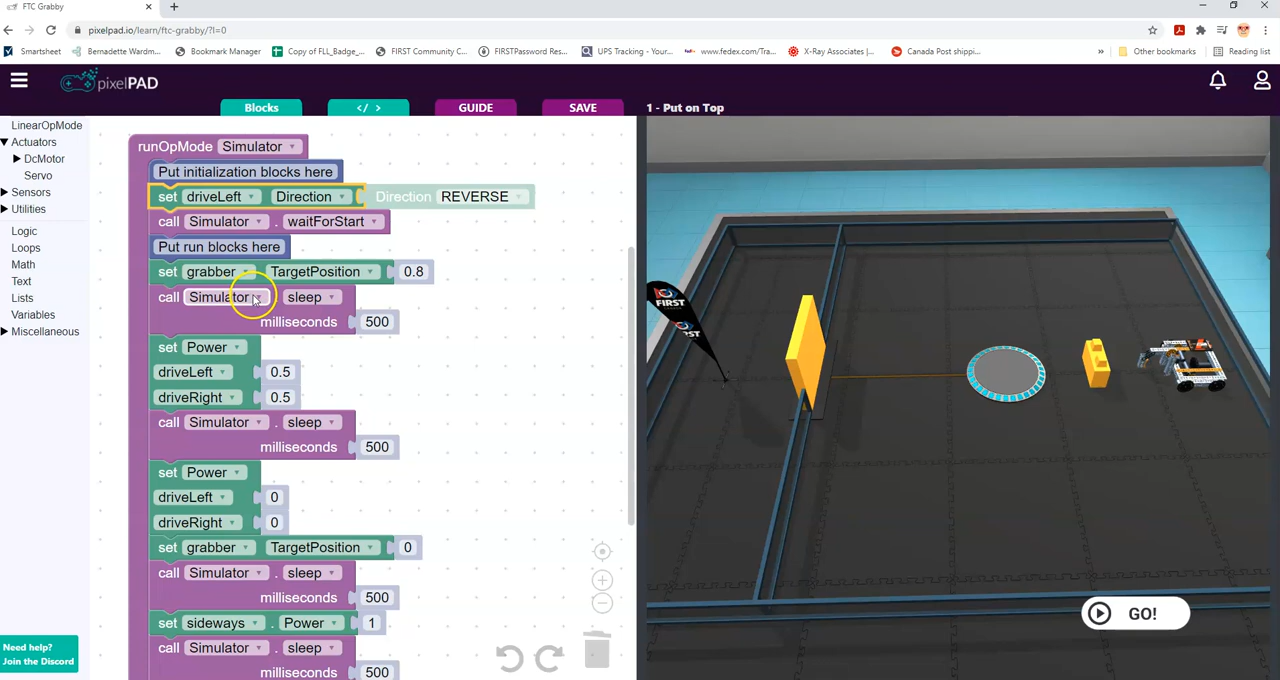 FTC Grabby
pixelpad.io/learn/ftc-grabby/?l=0
Smartsheet
Bernadette Wardm...
Bookmark Manager
Copy of FLL_Badge_...
FIRST Community C...
FIRSTPassword Res...
UPS Tracking - Your...
www.fedex.com/Tra...
X-Ray Associates |...
Canada Post shippi...
»
Other bookmarks
Reading list
pixelPAD
Blocks
</>
GUIDE
SAVE
1 - Put on Top
LinearOpMode
Actuators
DcMotor
Servo
Sensors
Utilities
Logic
Loops
Math
Text
Lists
Variables
Miscellaneous
runOpMode Simulator
Put initialization blocks here
set driveLeft . Direction Direction REVERSE
call Simulator . waitForStart
Put run blocks here
set grabber . TargetPosition 0.8
call Simulator . sleep
milliseconds 500
set Power
driveLeft 0.5
driveRight 0.5
call Simulator . sleep
milliseconds 500
set Power
driveLeft 0
driveRight 0
set grabber . TargetPosition 0
call Simulator . sleep
milliseconds 500
set sideways . Power 1
call Simulator . sleep
milliseconds 500
Need help?
Join the Discord
FIRST
RST
GO!